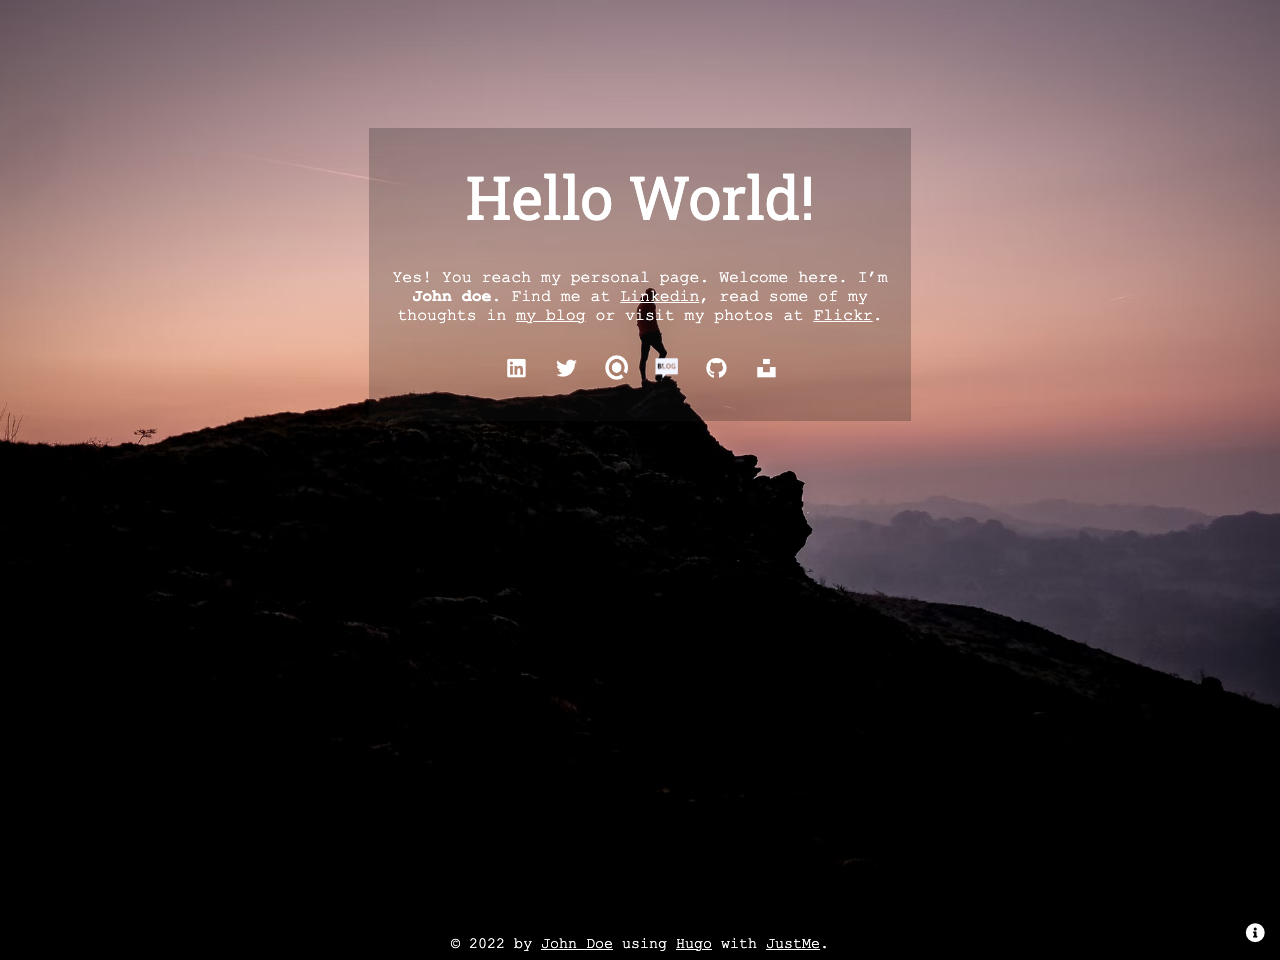 Hello World!
Yes! You reach my personal page. Welcome here. I’m
John doe. Find me at Linkedin, read some of my
thoughts in my blog or visit my photos at Flickr.
in
BLOG
© 2022 by John Doe using Hugo with JustMe.